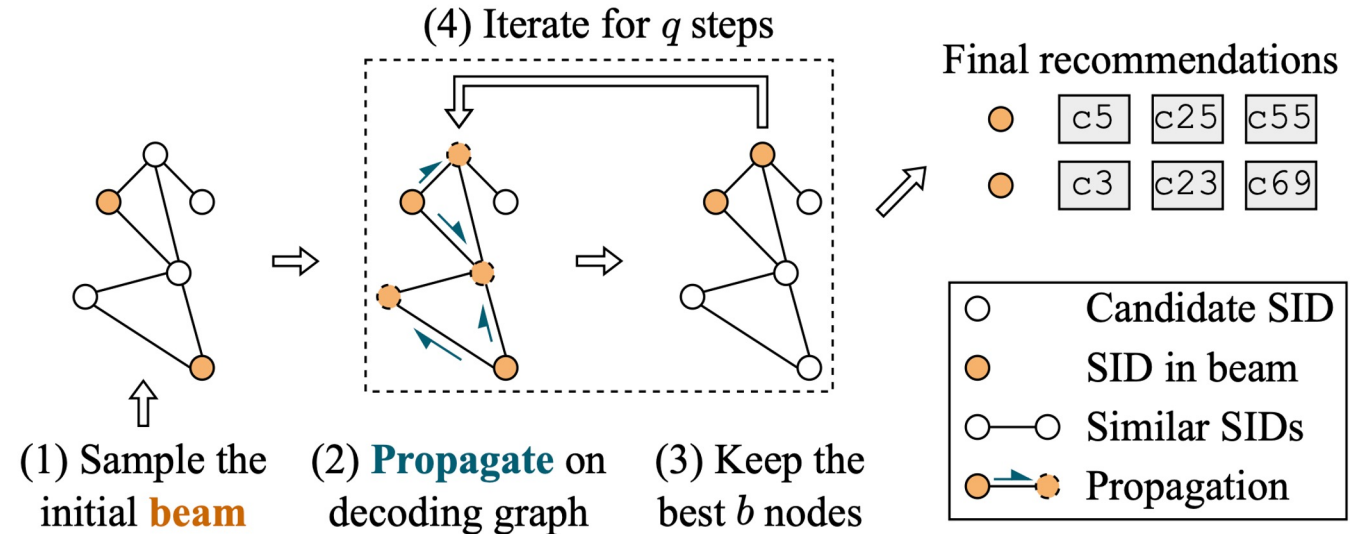 (4) Iterate for q steps
Final recommendations
c5 c25 c55
c3 c23 c69
(1) Sample the
initial beam
(2) Propagate on
decoding graph
(3) Keep the
best b nodes
Candidate SID
SID in beam
Similar SIDs
Propagation